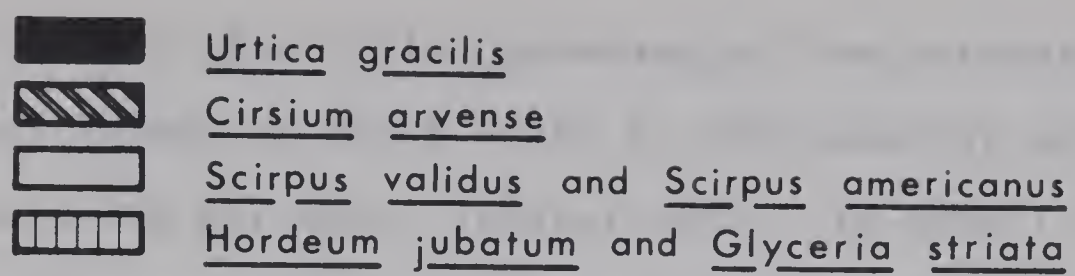 Urtica gracilis
Cirsium arvense
Scirpus validus and Scirpus americanus
Hordeum jubatum and Glyceria striata